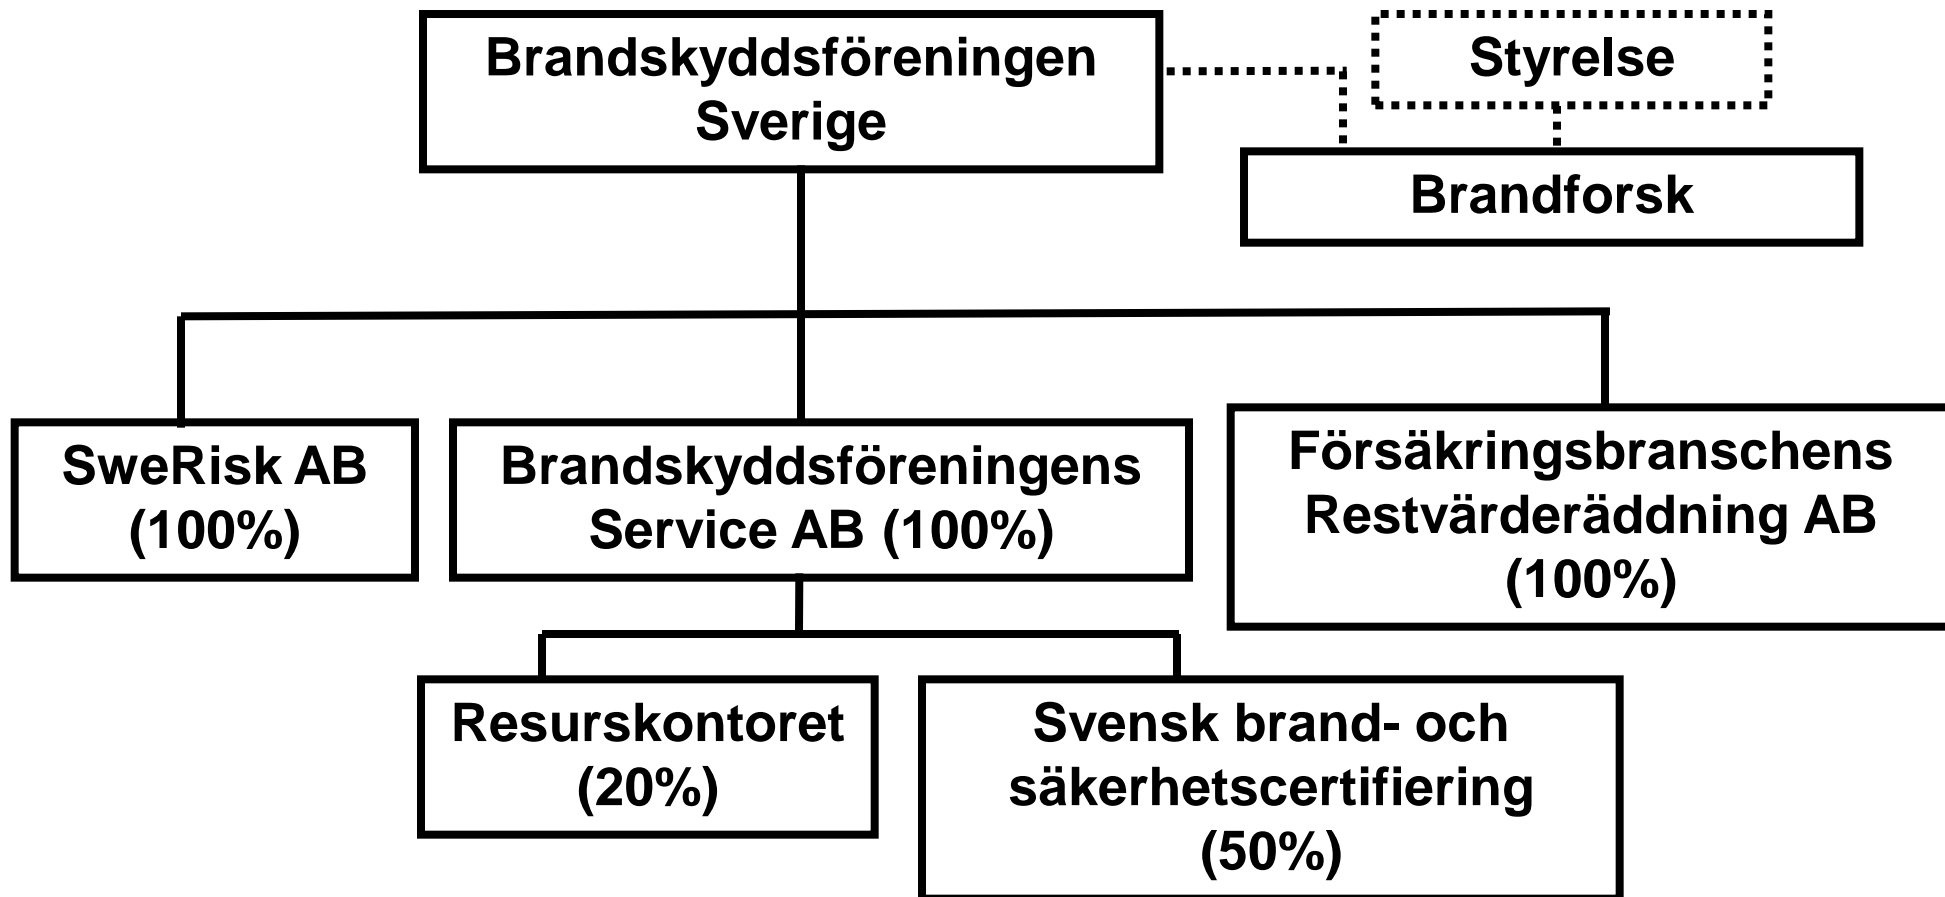 Brandskyddsföreningen
Sverige
Styrelse
Brandforsk
SweRisk AB
(100%)
Brandskyddsföreningens
Service AB (100%)
Försäkringsbranschens
Restvärderäddning AB
(100%)
Resurskontoret
(20%)
Svensk brand- och
säkerhetscertifiering
(50%)